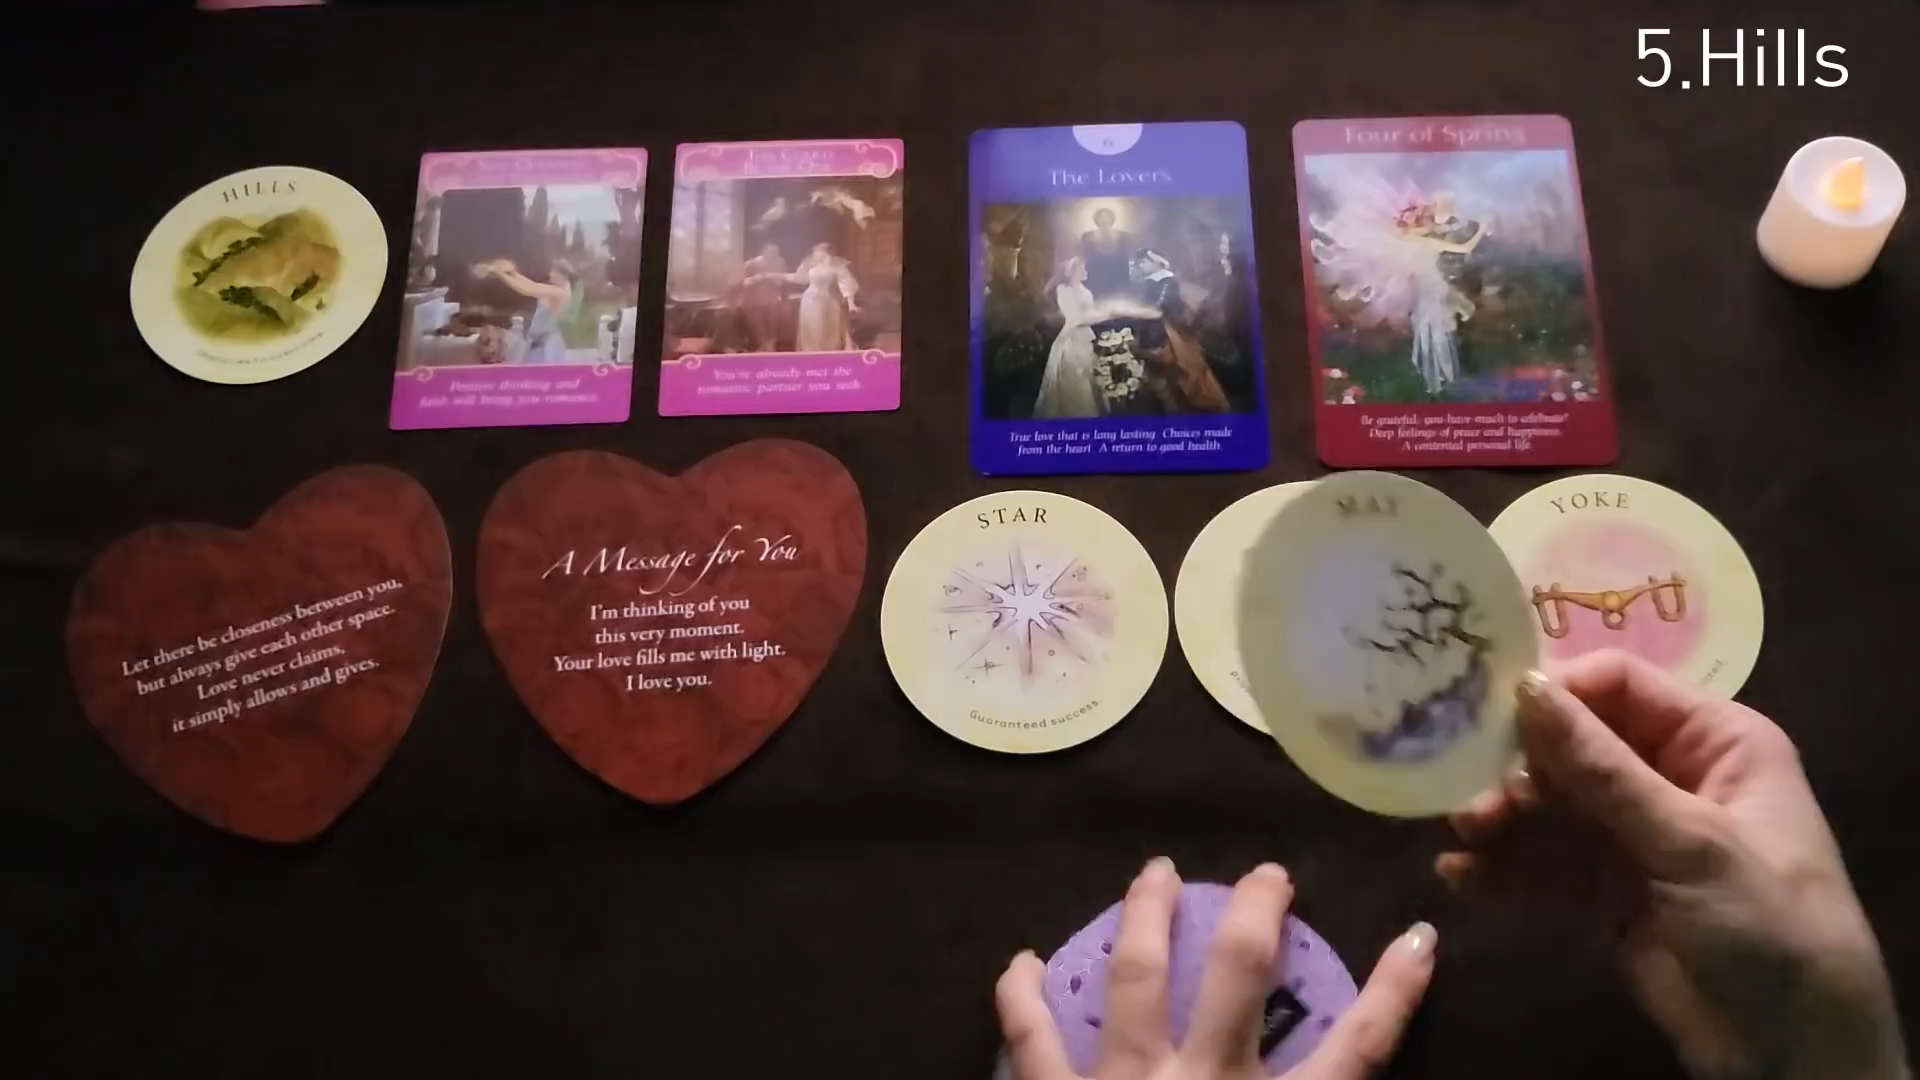 5.Hills
HILLS
Positive thinking and
faith will bring you romance.
You've already met the
romantic partner you seek.
6
The Lovers
True love that is long lasting. Choices made
from the heart. A return to good health.
Four of Spring
Be grateful, you have much to celebrate!
Deep feelings of peace and happiness.
A contented personal life.
Let there be closeness between you,
but always give each other space.
Love never claims,
it simply allows and gives.
A Message for You
I'm thinking of you
this very moment.
Your love fills me with light.
I love you.
STAR
Guaranteed success.
MAY
YOKE